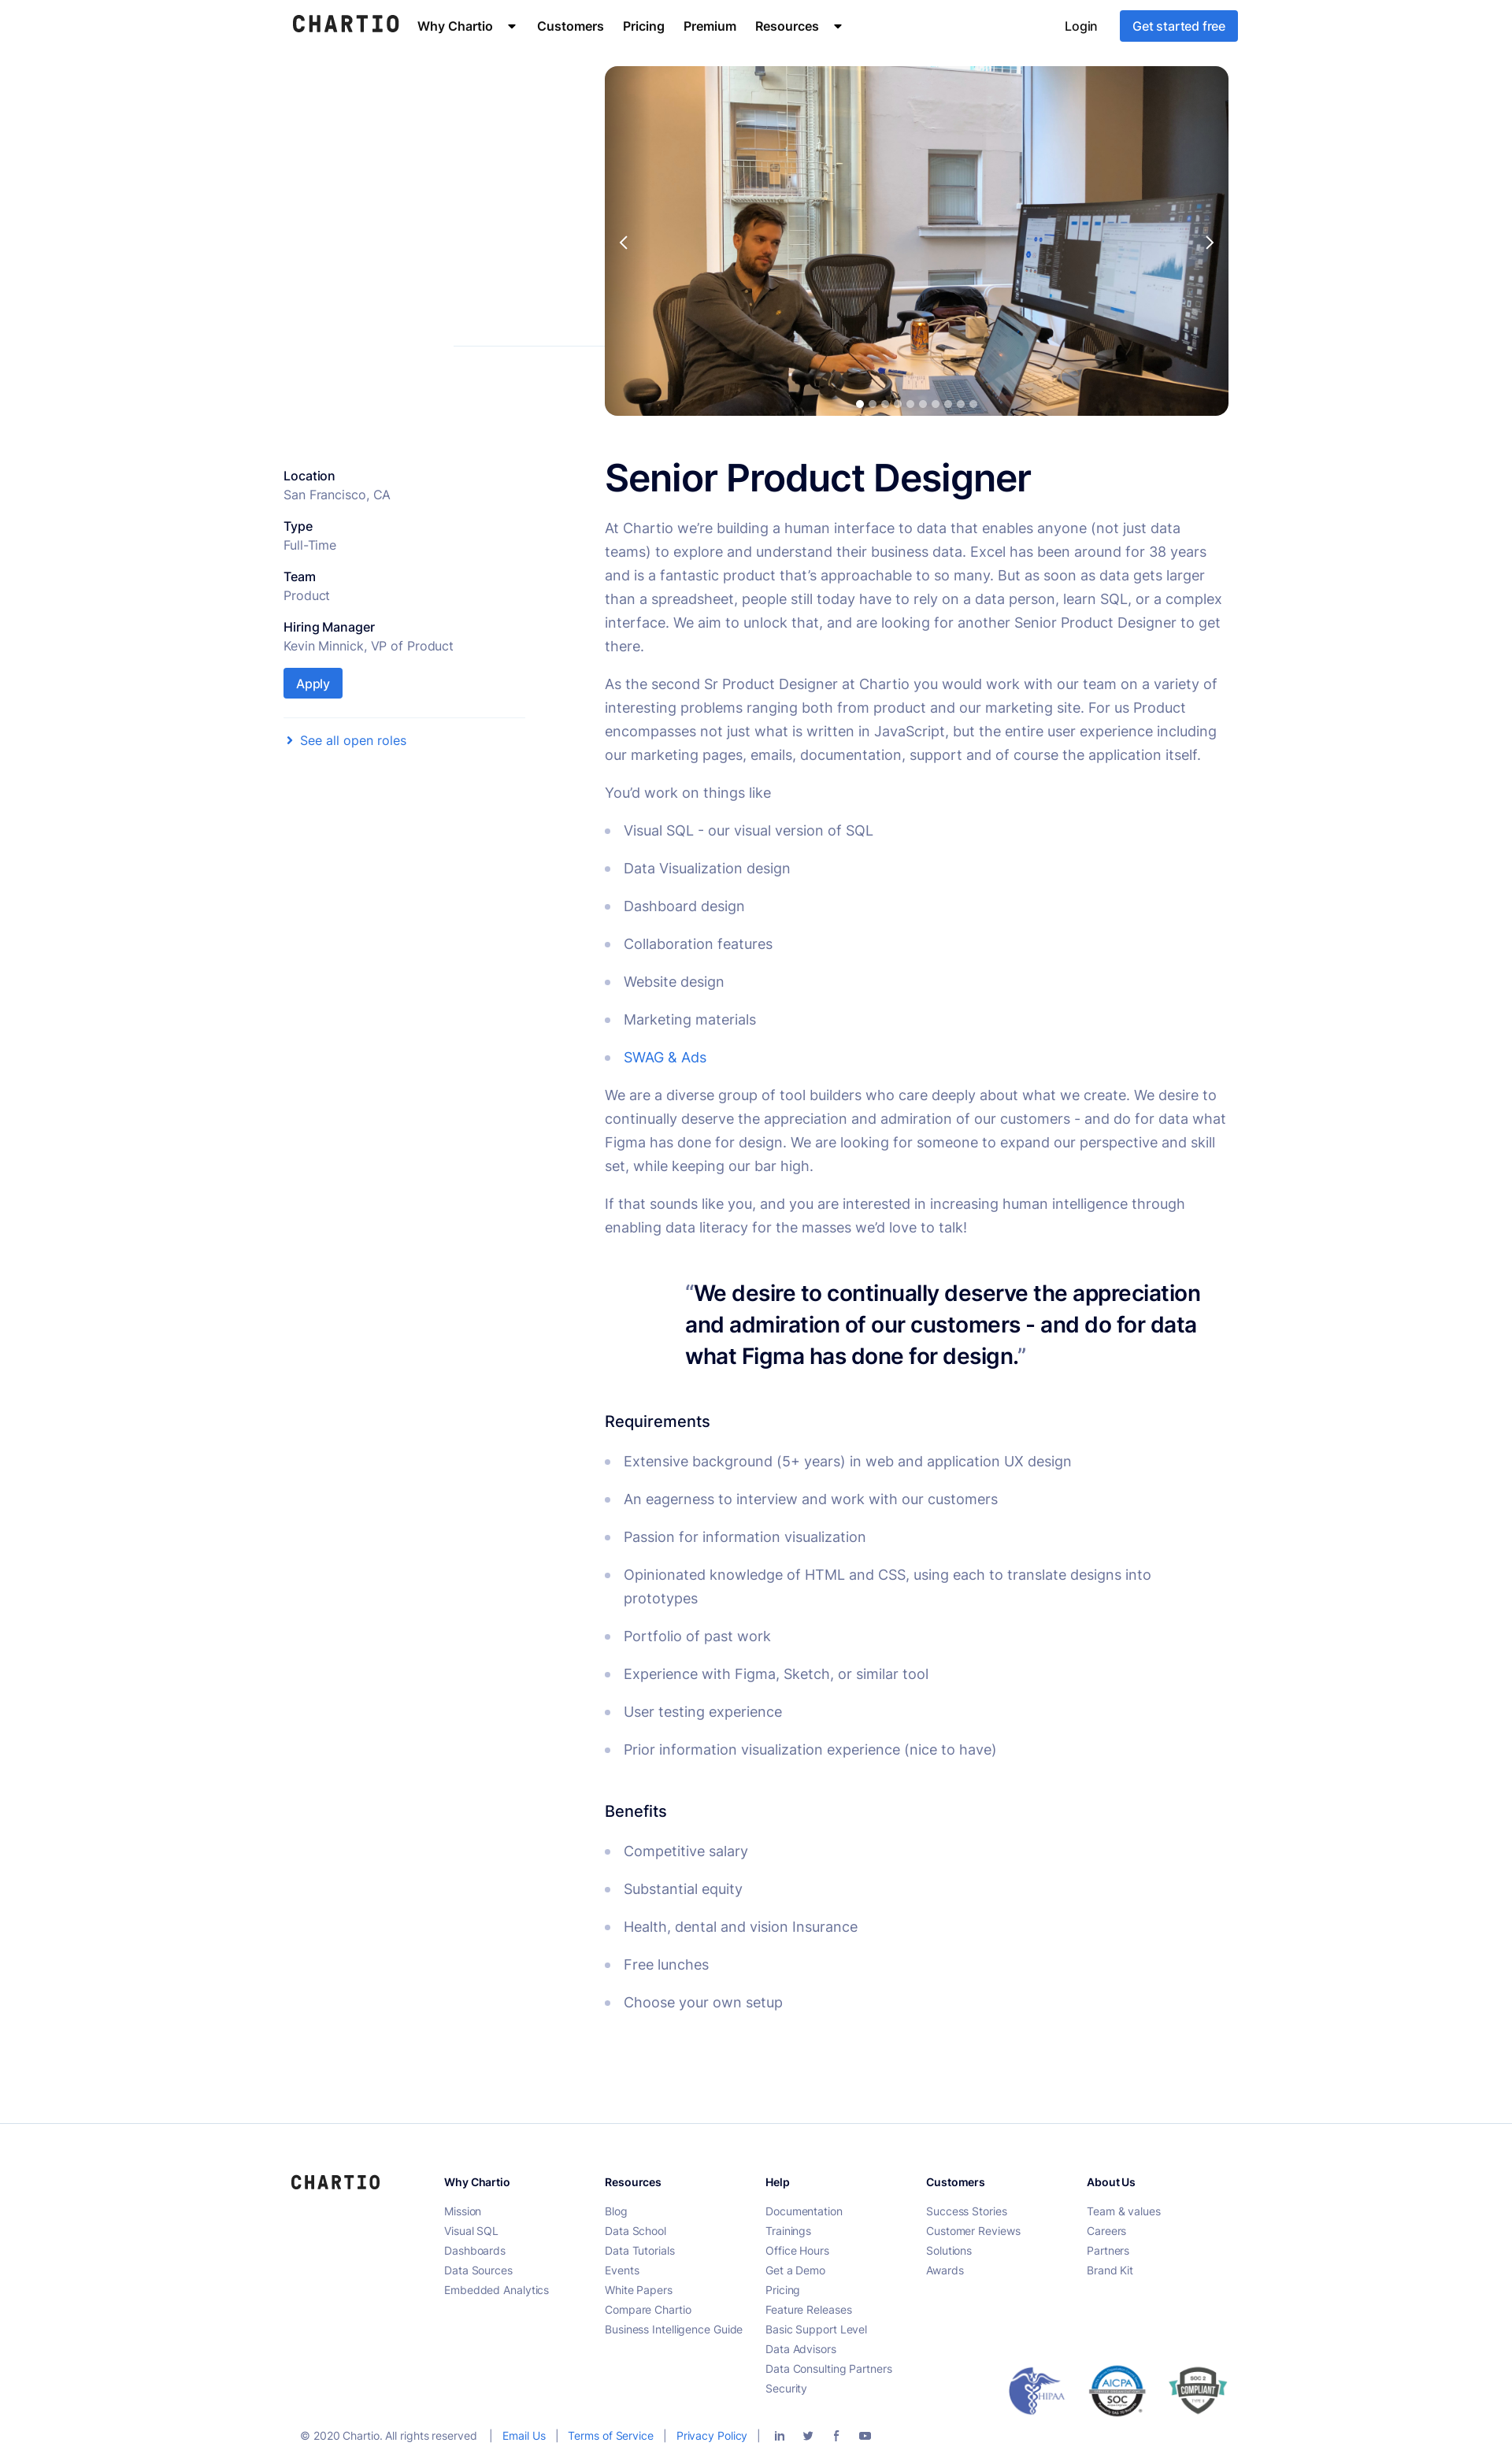 CHARTIO
Why Chartio
Customers
Pricing
Premium
Resources
Login
Get started free
Location
San Francisco, CA
Type
Full-Time
Team
Product
Hiring Manager
Kevin Minnick, VP of Product
Apply
See all open roles
Senior Product Designer
At Chartio we’re building a human interface to data that enables anyone (not just data
teams) to explore and understand their business data. Excel has been around for 38 years
and is a fantastic product that’s approachable to so many. But as soon as data gets larger
than a spreadsheet, people still today have to rely on a data person, learn SQL, or a complex
interface. We aim to unlock that, and are looking for another Senior Product Designer to get
there.
As the second Sr Product Designer at Chartio you would work with our team on a variety of
interesting problems ranging both from product and our marketing site. For us Product
encompasses not just what is written in JavaScript, but the entire user experience including
our marketing pages, emails, documentation, support and of course the application itself.
You’d work on things like
Visual SQL - our visual version of SQL
Data Visualization design
Dashboard design
Collaboration features
Website design
Marketing materials
SWAG & Ads
We are a diverse group of tool builders who care deeply about what we create. We desire to
continually deserve the appreciation and admiration of our customers - and do for data what
Figma has done for design. We are looking for someone to expand our perspective and skill
set, while keeping our bar high.
If that sounds like you, and you are interested in increasing human intelligence through
enabling data literacy for the masses we’d love to talk!
“We desire to continually deserve the appreciation
and admiration of our customers - and do for data
what Figma has done for design.”
Requirements
Extensive background (5+ years) in web and application UX design
An eagerness to interview and work with our customers
Passion for information visualization
Opinionated knowledge of HTML and CSS, using each to translate designs into
prototypes
Portfolio of past work
Experience with Figma, Sketch, or similar tool
User testing experience
Prior information visualization experience (nice to have)
Benefits
Competitive salary
Substantial equity
Health, dental and vision Insurance
Free lunches
Choose your own setup
CHARTIO
Why Chartio
Mission
Visual SQL
Dashboards
Data Sources
Embedded Analytics
Resources
Blog
Data School
Data Tutorials
Events
White Papers
Compare Chartio
Business Intelligence Guide
Help
Documentation
Trainings
Office Hours
Get a Demo
Pricing
Feature Releases
Basic Support Level
Data Advisors
Data Consulting Partners
Security
Customers
Success Stories
Customer Reviews
Solutions
Awards
About Us
Team & values
Careers
Partners
Brand Kit
HIPAA
AICPA
SOC
SOC 2
COMPLIANT
© 2020 Chartio. All rights reserved | Email Us | Terms of Service | Privacy Policy |